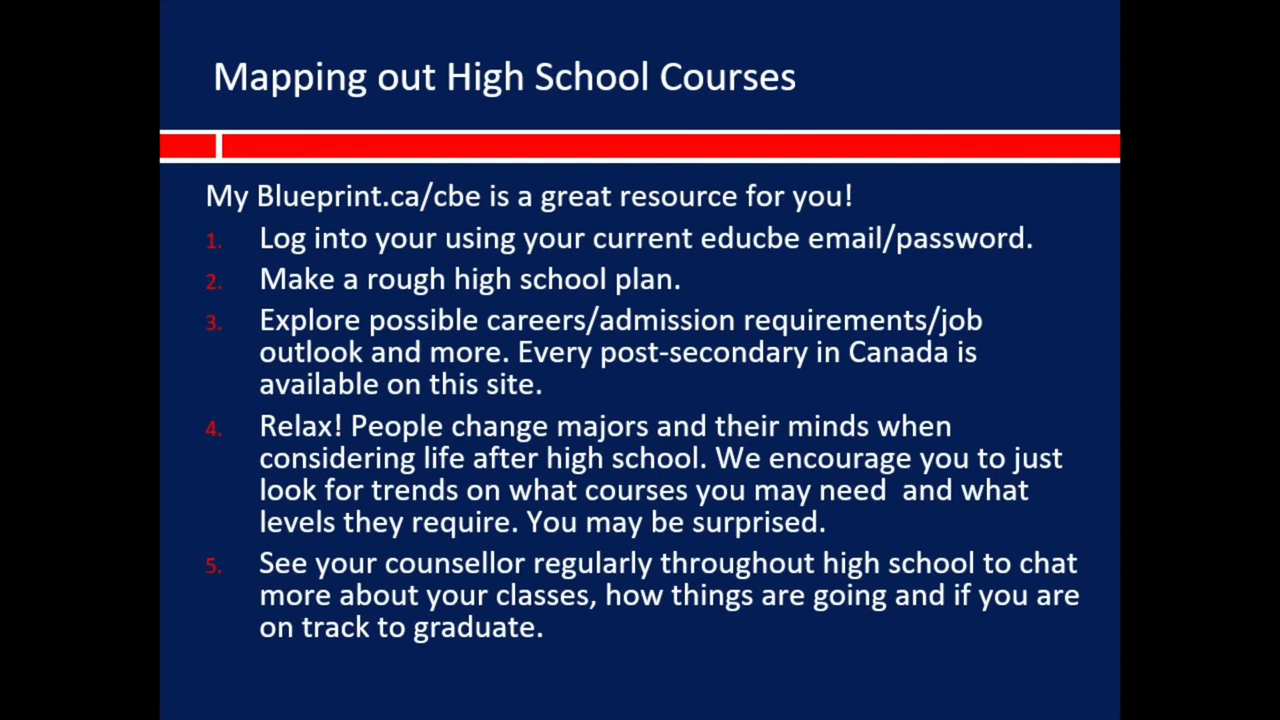 Mapping out High School Courses
My Blueprint.ca/cbe is a great resource for you!
1. Log into your using your current educbe email/password.
2. Make a rough high school plan.
3. Explore possible careers/admission requirements/job
outlook and more. Every post-secondary in Canada is
available on this site.
4. Relax! People change majors and their minds when
considering life after high school. We encourage you to just
look for trends on what courses you may need  and what
levels they require. You may be surprised.
5. See your counsellor regularly throughout high school to chat
more about your classes, how things are going and if you are
on track to graduate.